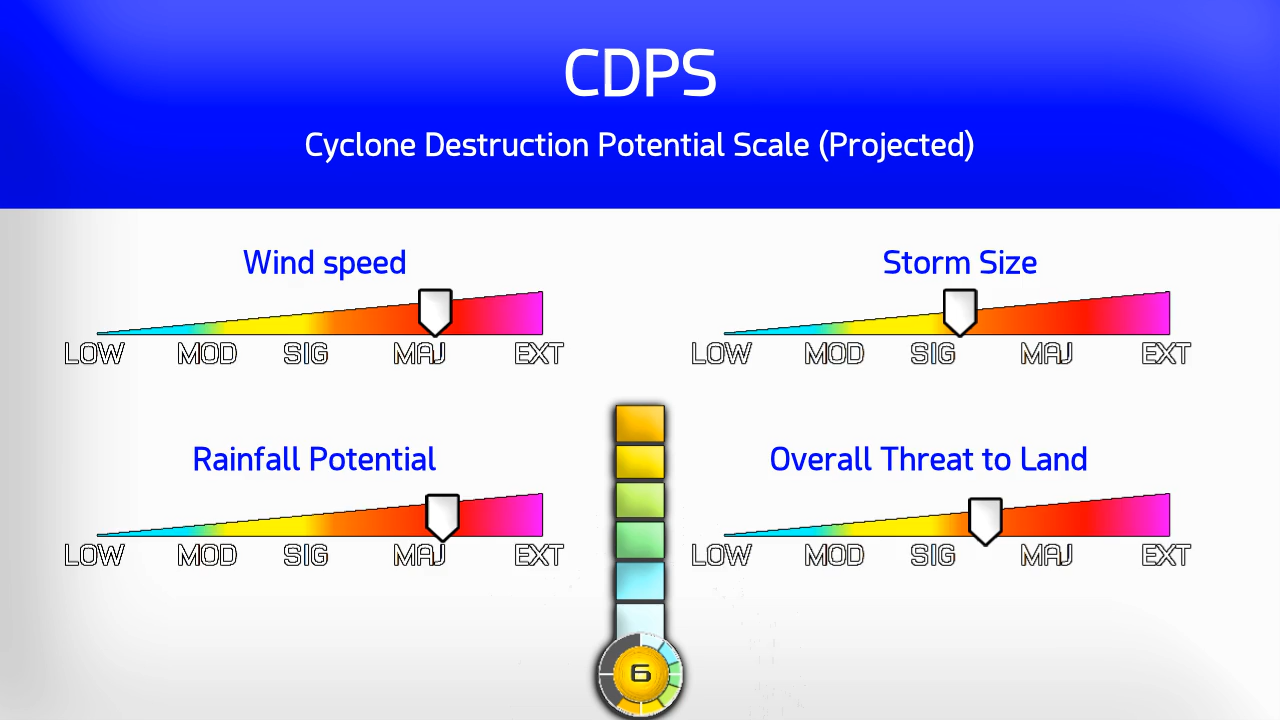 CDPS
Cyclone Destruction Potential Scale (Projected)
Wind speed
LOW MOD SIG MAJ EXT
Storm Size
LOW MOD SIG MAJ EXT
Rainfall Potential
LOW MOD SIG MAJ EXT
Overall Threat to Land
LOW MOD SIG MAJ EXT
6